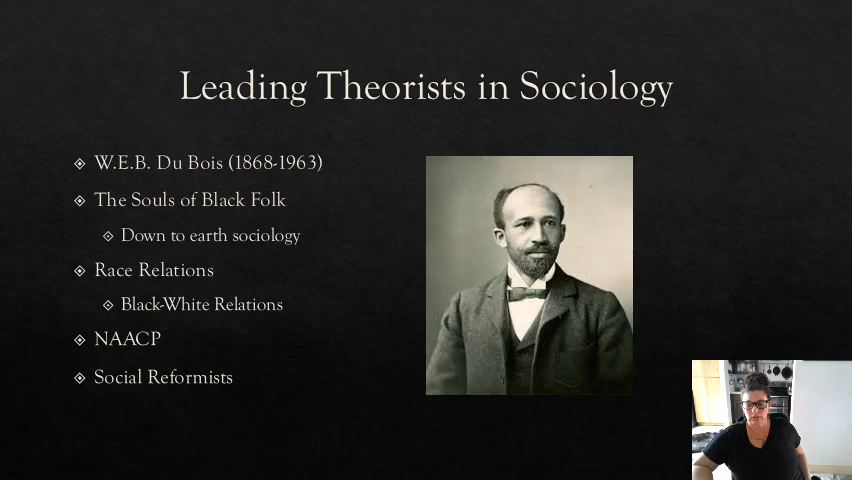 Leading Theorists in Sociology
W.E.B. Du Bois (1868-1963)
The Souls of Black Folk
Down to earth sociology
Race Relations
Black-White Relations
NAACP
Social Reformists